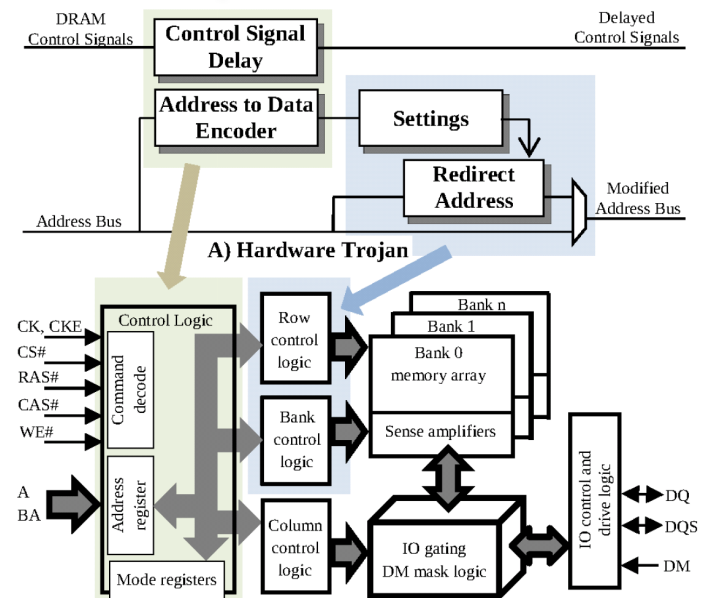 DRAM
Control Signals
Control Signal
Delay
Delayed
Control Signals
Address to Data
Encoder
Settings
Redirect
Address
Address Bus
Modified
Address Bus
A) Hardware Trojan
CK, CKE
CS#
RAS#
CAS#
WE#
A
BA
Control Logic
Command
decode
Address
register
Mode registers
Row
control
logic
Bank
control
logic
Column
control
logic
Bank n
Bank 1
Bank 0
memory array
Sense amplifiers
IO gating
DM mask logic
IO control and
drive logic
DQ
DQS
DM